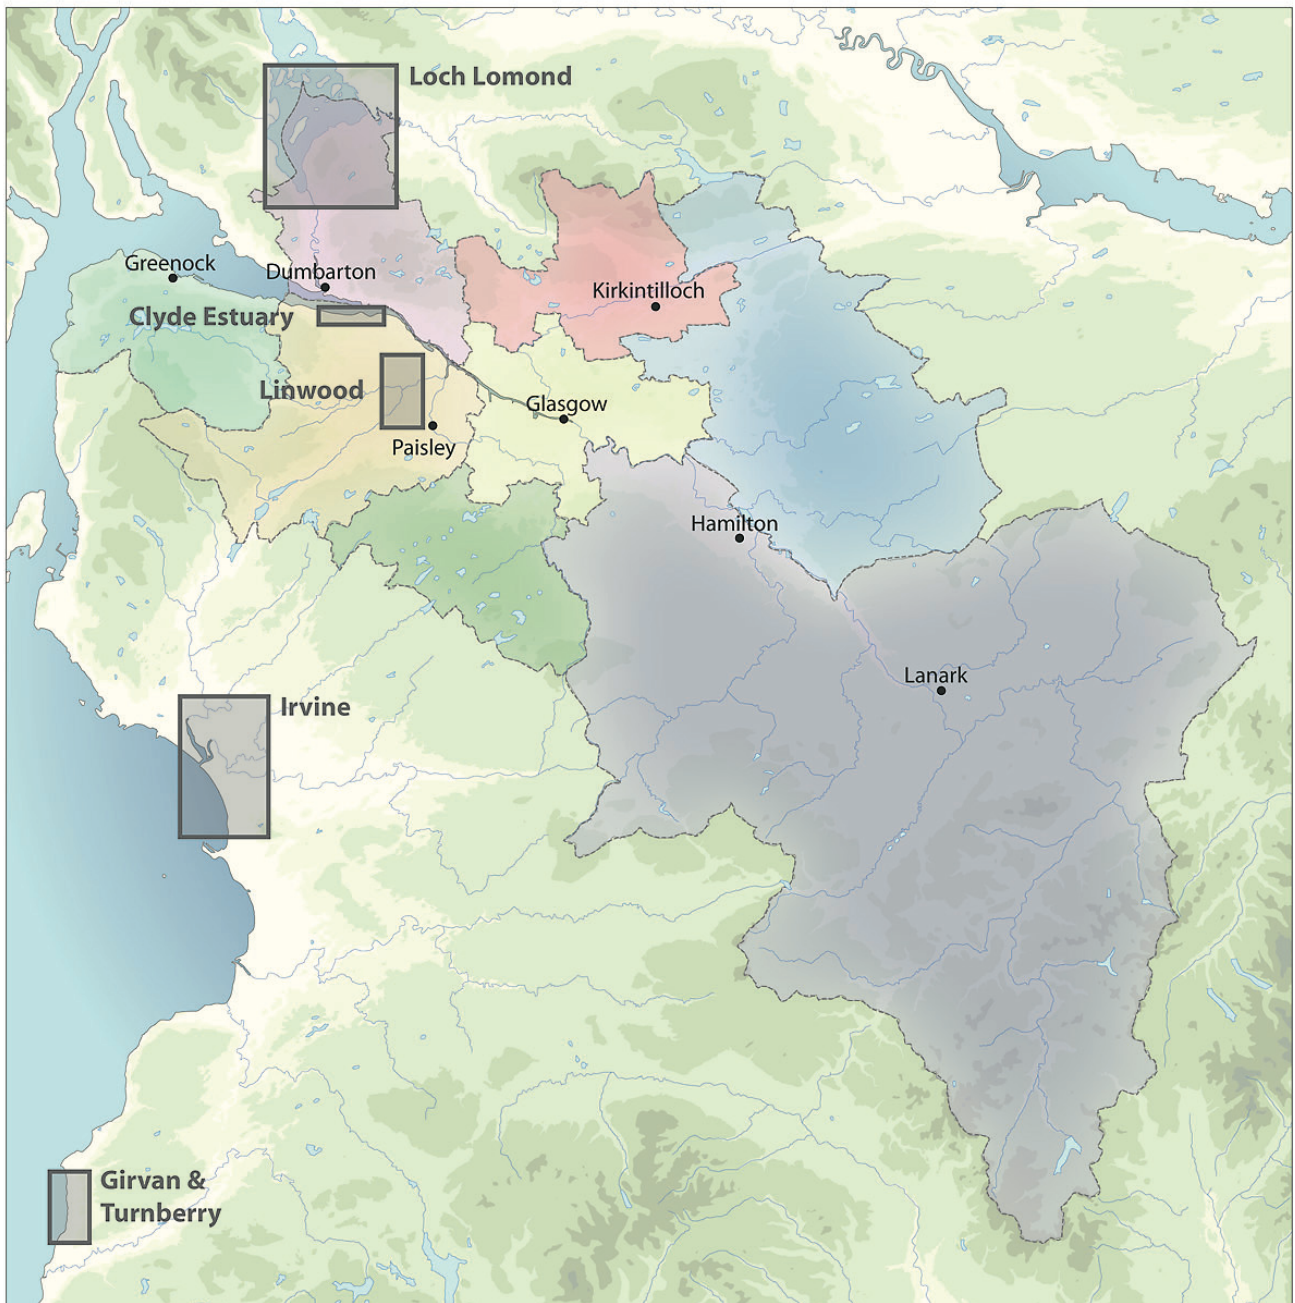 Loch Lomond
Greenock
Dumbarton
Kirkintilloch
Clyde Estuary
Linwood
Glasgow
Paisley
Hamilton
Lanark
Irvine
Girvan &
Turnberry